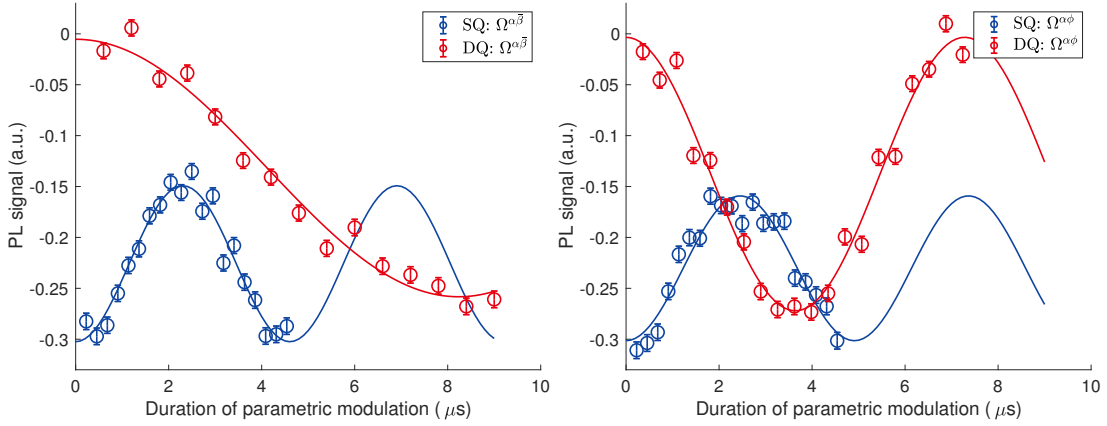 SQ: Ω^{αβ̄}
DQ: Ω^{αβ̄}
0
-0.05
-0.1
-0.15
-0.2
-0.25
-0.3
PL signal (a.u.)
0 2 4 6 8 10
Duration of parametric modulation ( μs)
SQ: Ω^{αϕ}
DQ: Ω^{αϕ}
0
-0.05
-0.1
-0.15
-0.2
-0.25
-0.3
PL signal (a.u.)
0 2 4 6 8 10
Duration of parametric modulation ( μs)